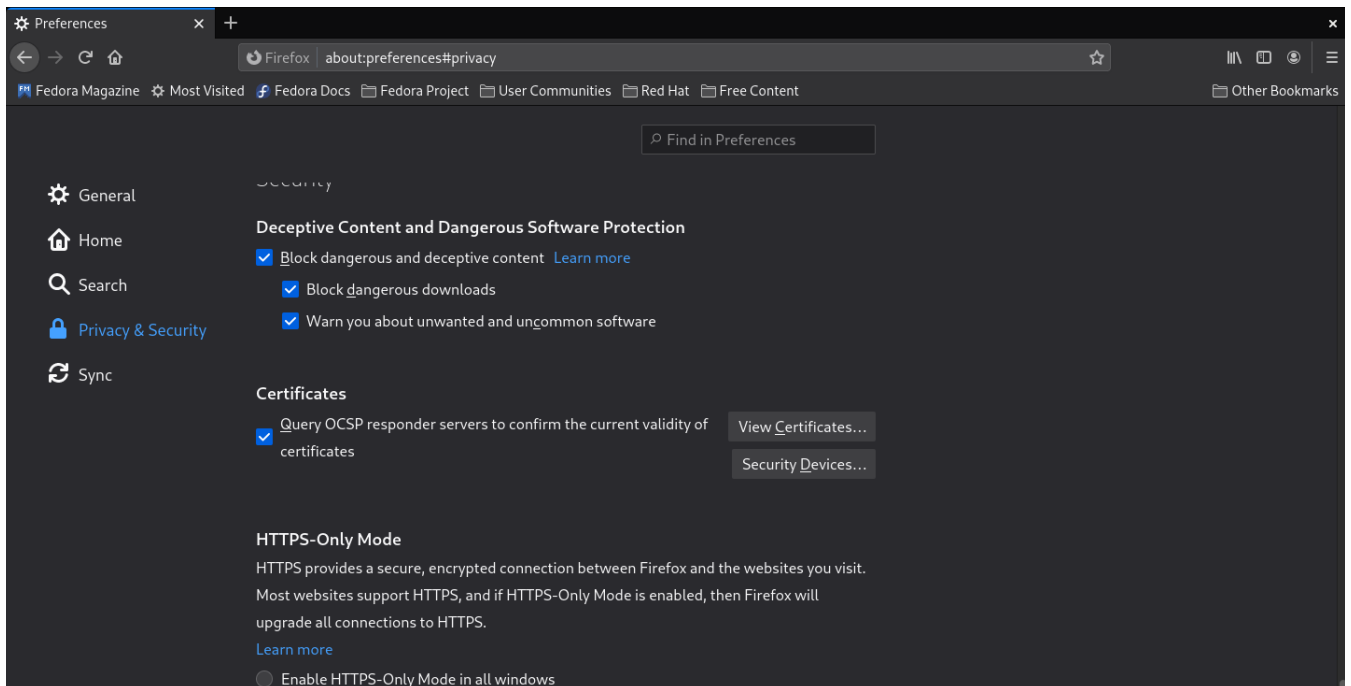 Preferences
Firefox about:preferences#privacy
Fedora Magazine Most Visited Fedora Docs Fedora Project User Communities Red Hat Free Content Other Bookmarks
Find in Preferences
General
Home
Search
Privacy & Security
Sync
Security
Deceptive Content and Dangerous Software Protection
Block dangerous and deceptive content Learn more
Block dangerous downloads
Warn you about unwanted and uncommon software
Certificates
Query OCSP responder servers to confirm the current validity of
certificates
View Certificates...
Security Devices...
HTTPS-Only Mode
HTTPS provides a secure, encrypted connection between Firefox and the websites you visit.
Most websites support HTTPS, and if HTTPS-Only Mode is enabled, then Firefox will
upgrade all connections to HTTPS.
Learn more
Enable HTTPS-Only Mode in all windows